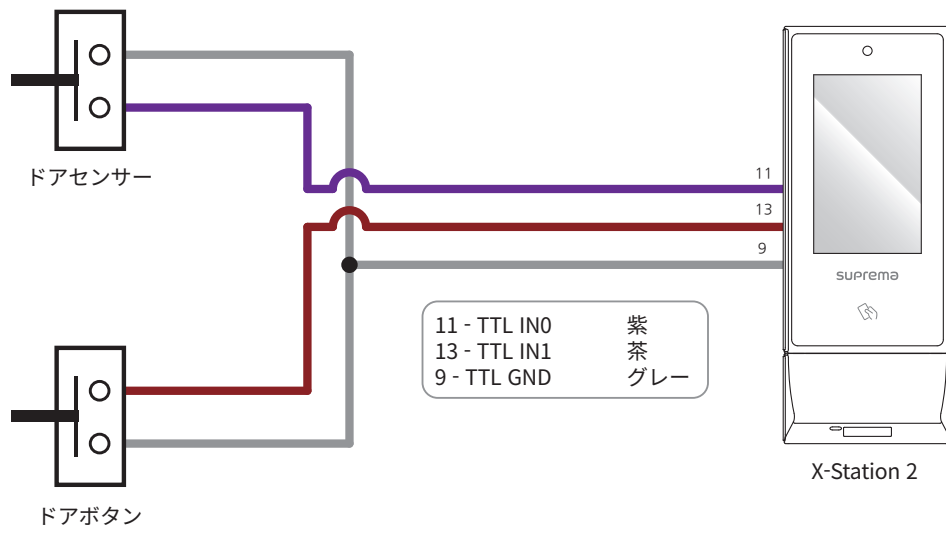 ドアセンサー
11
13
9
suprema
11 - TTL IN0 紫
13 - TTL IN1 茶
9 - TTL GND グレー
X-Station 2
ドアボタン